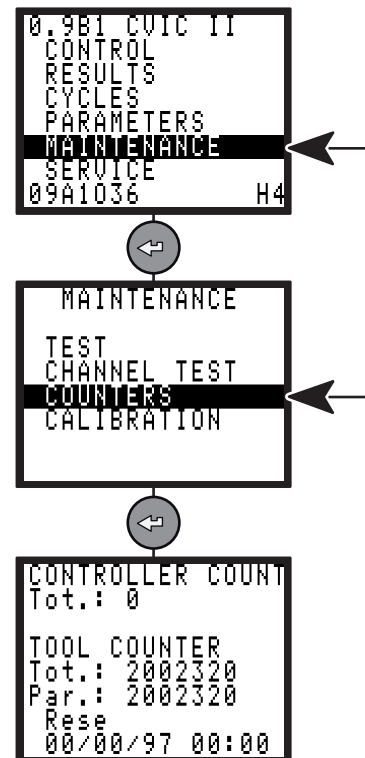 0.9B1 CVIC II
CONTROL
RESULTS
CYCLES
PARAMETERS
MAINTENANCE
SERVICE
09A1036 H4
MAINTENANCE
TEST
CHANNEL TEST
COUNTERS
CALIBRATION
CONTROLLER COUNT
Tot.: 0
TOOL COUNTER
Tot.: 2002320
Par.: 2002320
Rese
00/00/97 00:00